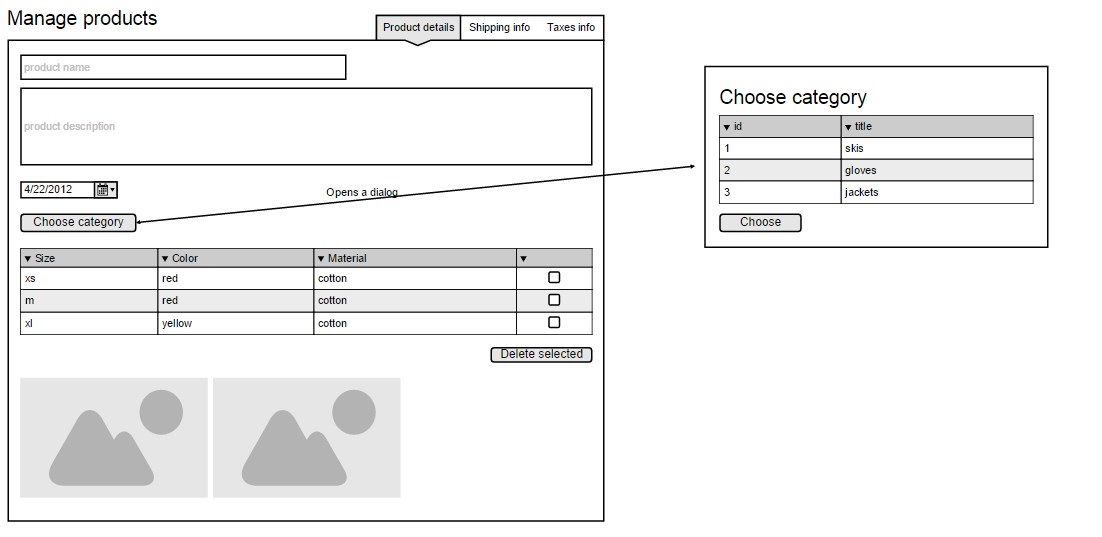 Manage products
Product details Shipping info Taxes info
product name
product description
4/22/2012
Opens a dialog
Choose category
Size Color Material
xs red cotton
m red cotton
xl yellow cotton
Delete selected
Choose category
id title
1 skis
2 gloves
3 jackets
Choose